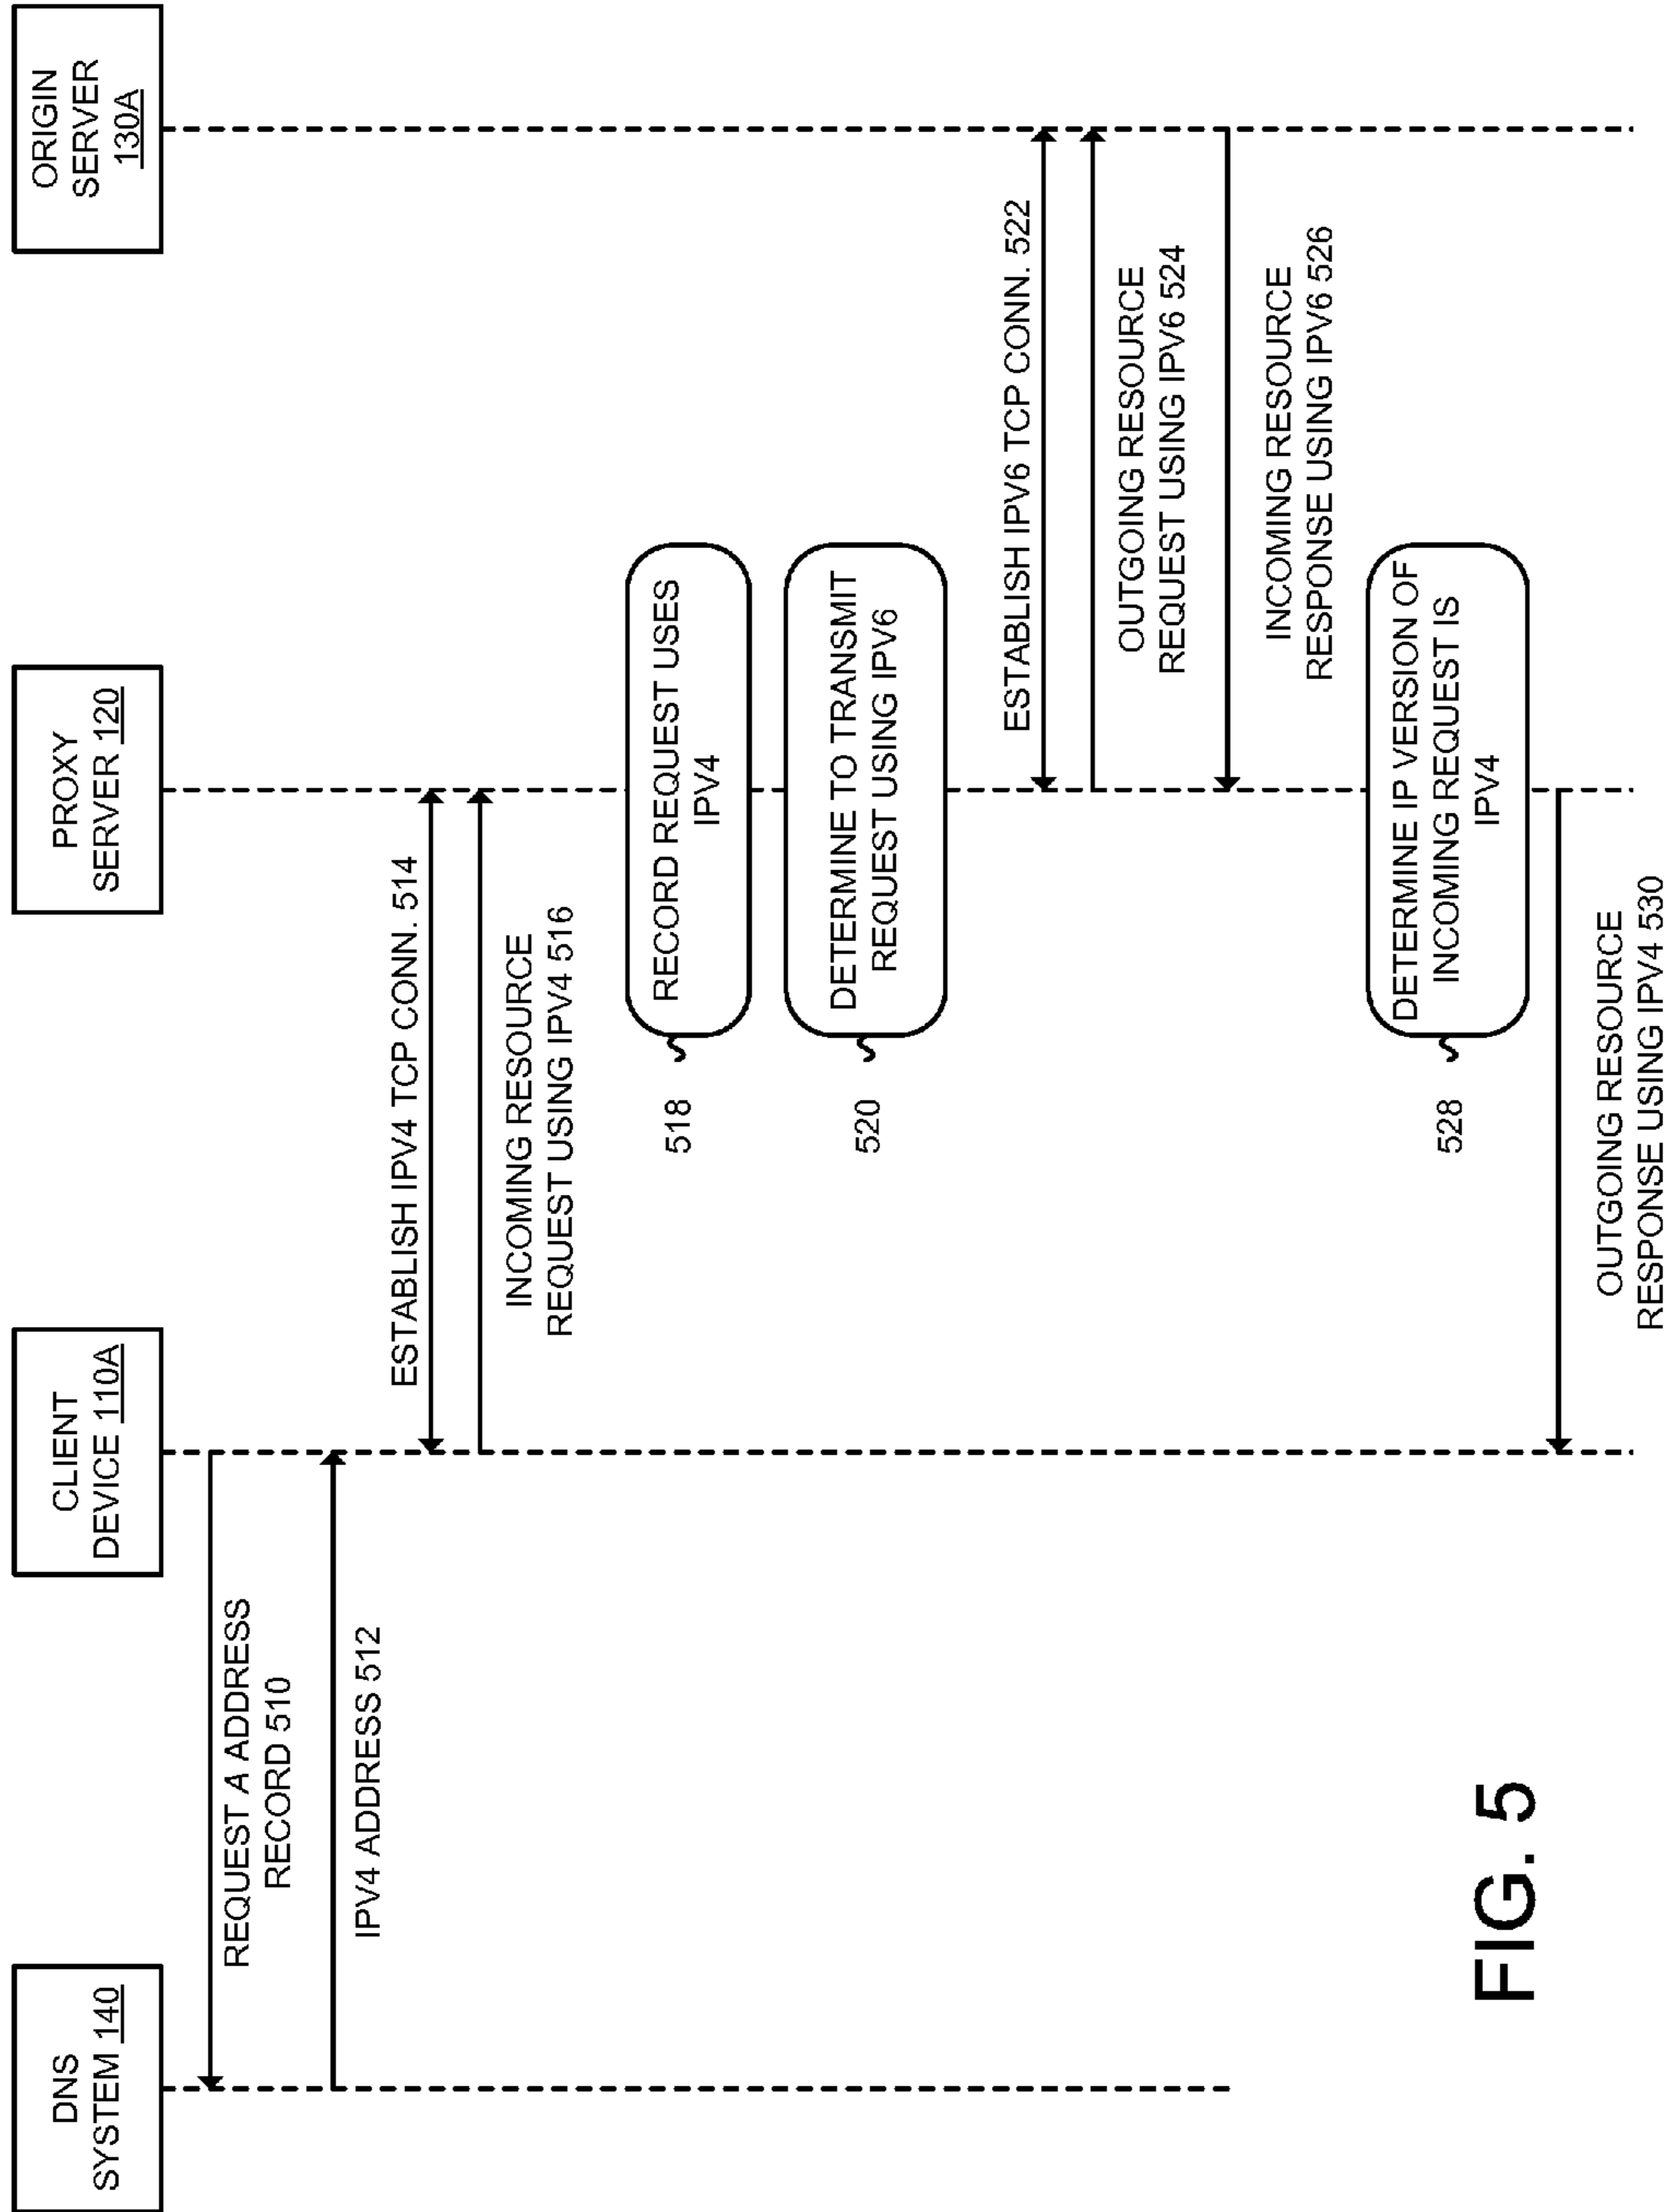 DNS
SYSTEM 140
CLIENT
DEVICE 110A
PROXY
SERVER 120
ORIGIN
SERVER
130A
REQUEST A ADDRESS
RECORD 510
IPV4 ADDRESS 512
ESTABLISH IPV4 TCP CONN. 514
INCOMING RESOURCE
REQUEST USING IPV4 516
518
RECORD REQUEST USES
IPV4
520
DETERMINE TO TRANSMIT
REQUEST USING IPV6
ESTABLISH IPV6 TCP CONN. 522
OUTGOING RESOURCE
REQUEST USING IPV6 524
INCOMING RESOURCE
RESPONSE USING IPV6 526
528
DETERMINE IP VERSION OF
INCOMING REQUEST IS
IPV4
OUTGOING RESOURCE
RESPONSE USING IPV4 530
FIG. 5